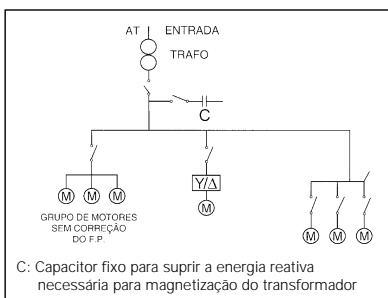 AT ENTRADA
TRAFO
C
Y/Δ
M M M
M
M M M
GRUPO DE MOTORES
SEM CORREÇÃO
DO F.P.
C: Capacitor fixo para suprir a energia reativa
necessária para magnetização do transformador